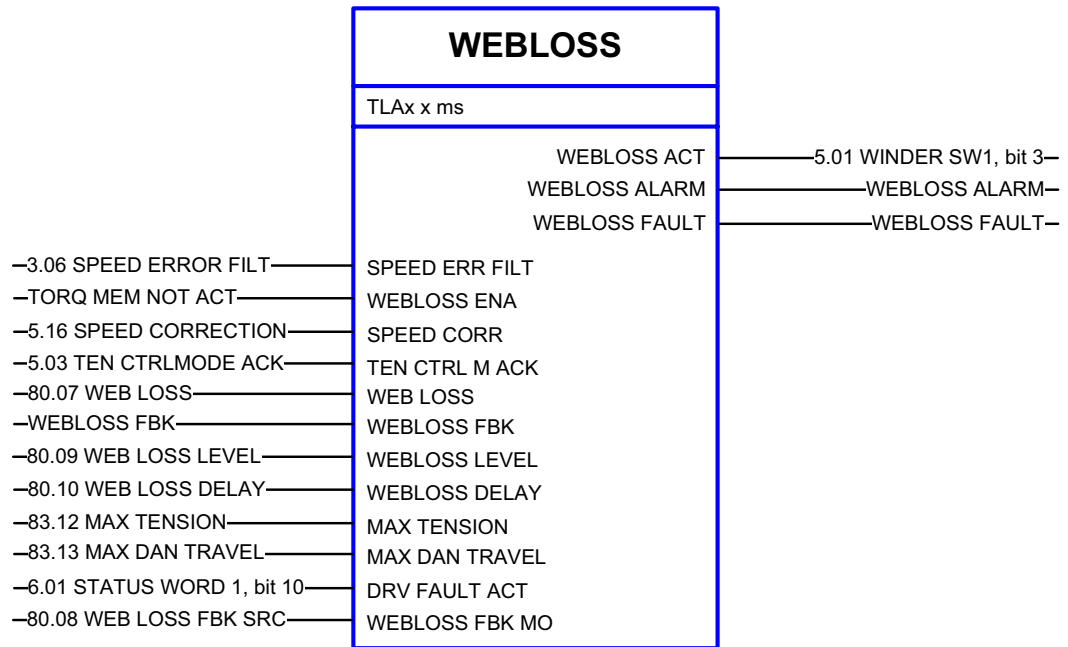 WEBLOSS
TLAx x ms
WEBLOSS ACT 5.01 WINDER SW1, bit 3
WEBLOSS ALARM WEBLOSS ALARM
WEBLOSS FAULT WEBLOSS FAULT
3.06 SPEED ERROR FILT SPEED ERR FILT
TORQ MEM NOT ACT WEBLOSS ENA
5.16 SPEED CORRECTION SPEED CORR
5.03 TEN CTRLMODE ACK TEN CTRL M ACK
80.07 WEB LOSS WEB LOSS
WEBLOSS FBK WEBLOSS FBK
80.09 WEB LOSS LEVEL WEBLOSS LEVEL
80.10 WEB LOSS DELAY WEBLOSS DELAY
83.12 MAX TENSION MAX TENSION
83.13 MAX DAN TRAVEL MAX DAN TRAVEL
6.01 STATUS WORD 1, bit 10 DRV FAULT ACT
80.08 WEB LOSS FBK SRC WEBLOSS FBK MO